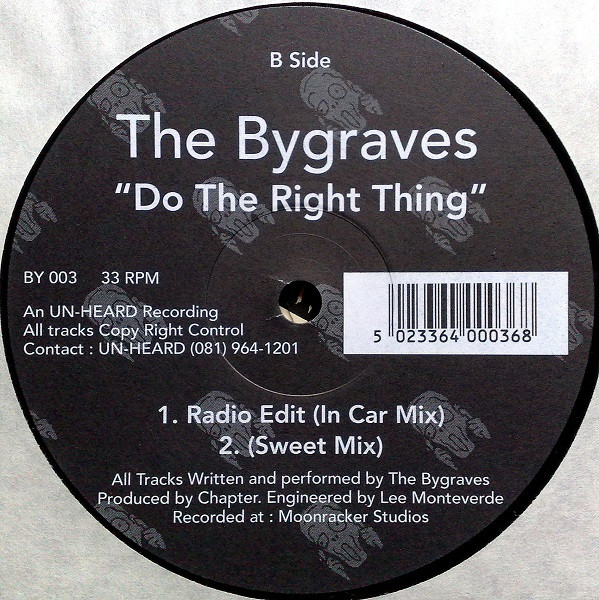 B Side
The Bygraves
“Do The Right Thing”
BY 003 33 RPM
An UN-HEARD Recording
All tracks Copy Right Control
Contact : UN-HEARD (081) 964-1201
5 023364 000368
1. Radio Edit (In Car Mix)
2. (Sweet Mix)
All Tracks Written and performed by The Bygraves
Produced by Chapter. Engineered by Lee Monteverde
Recorded at : Moonracker Studios